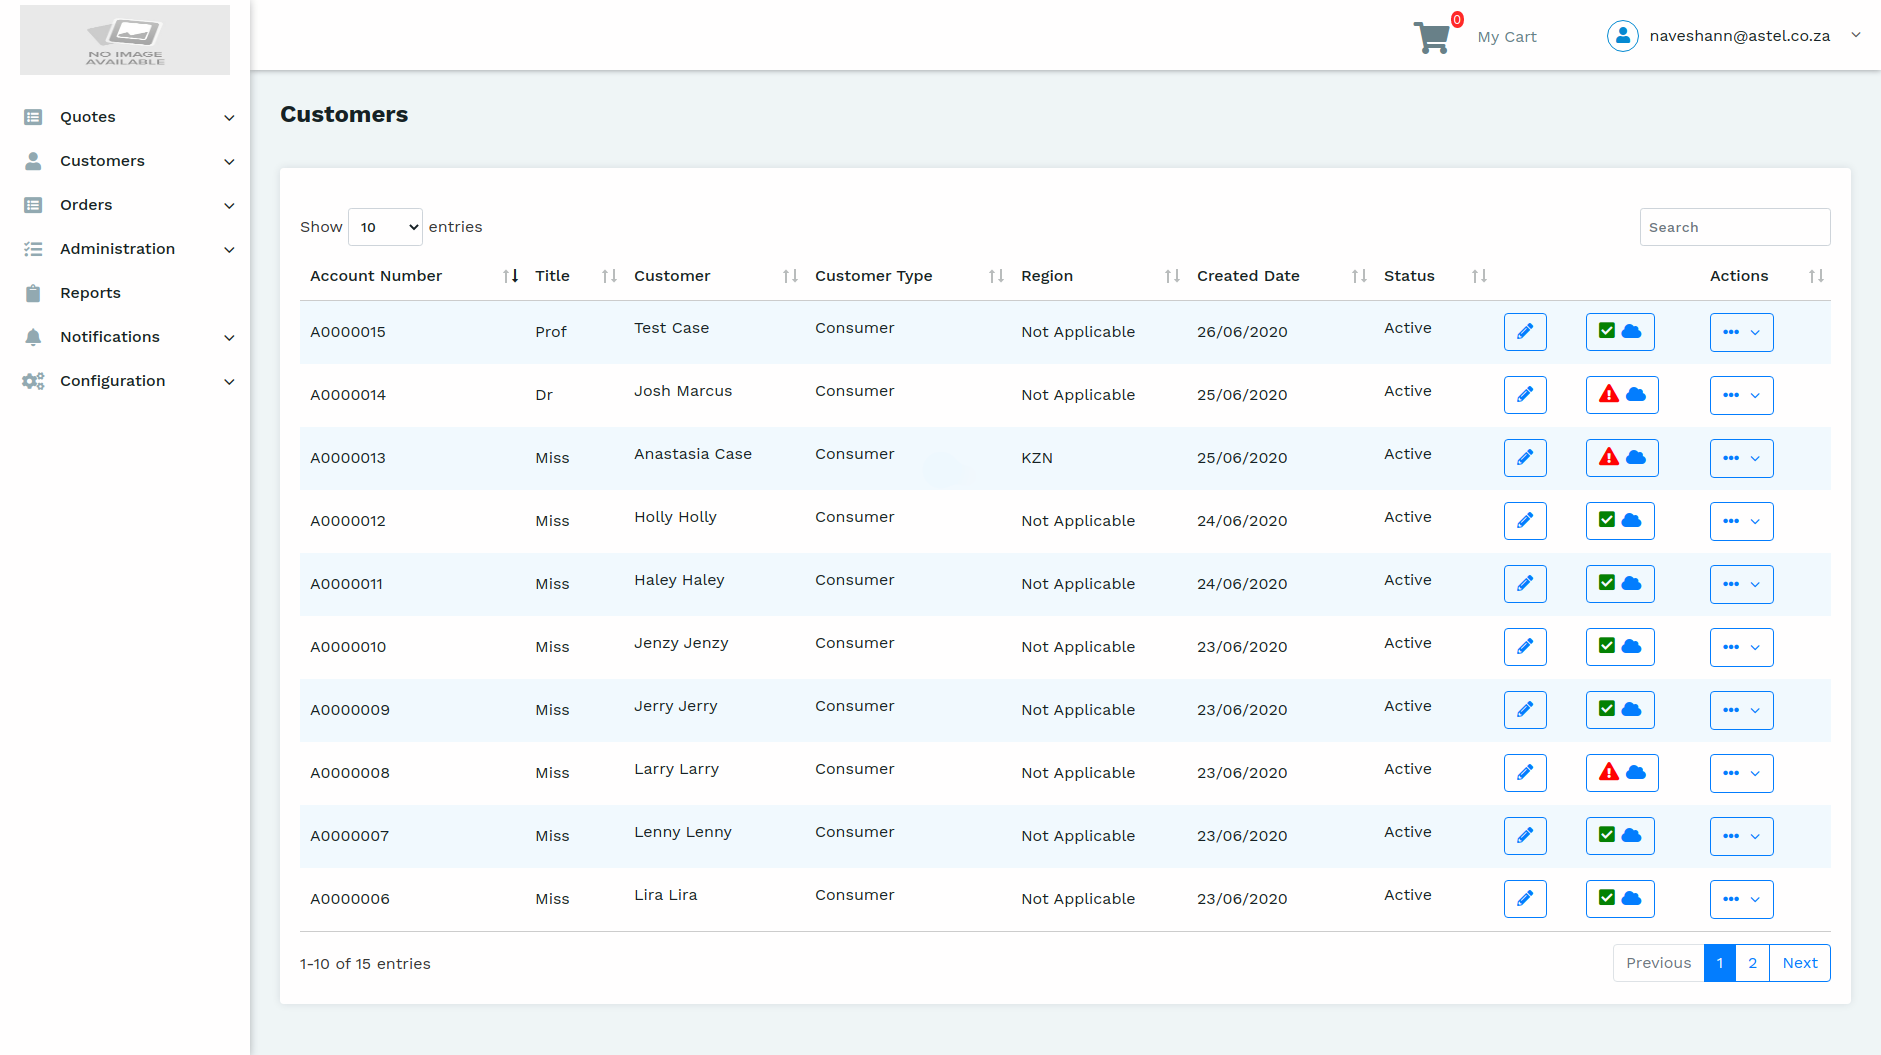 NO IMAGE
AVAILABLE
0
My Cart
naveshann@astel.co.za
Quotes
Customers
Orders
Administration
Reports
Notifications
Configuration
Customers
Show 10 entries
Search
Account Number Title Customer Customer Type Region Created Date Status Actions
A0000015 Prof Test Case Consumer Not Applicable 26/06/2020 Active
A0000014 Dr Josh Marcus Consumer Not Applicable 25/06/2020 Active
A0000013 Miss Anastasia Case Consumer KZN 25/06/2020 Active
A0000012 Miss Holly Holly Consumer Not Applicable 24/06/2020 Active
A0000011 Miss Haley Haley Consumer Not Applicable 24/06/2020 Active
A0000010 Miss Jenzy Jenzy Consumer Not Applicable 23/06/2020 Active
A0000009 Miss Jerry Jerry Consumer Not Applicable 23/06/2020 Active
A0000008 Miss Larry Larry Consumer Not Applicable 23/06/2020 Active
A0000007 Miss Lenny Lenny Consumer Not Applicable 23/06/2020 Active
A0000006 Miss Lira Lira Consumer Not Applicable 23/06/2020 Active
1-10 of 15 entries
Previous 1 2 Next